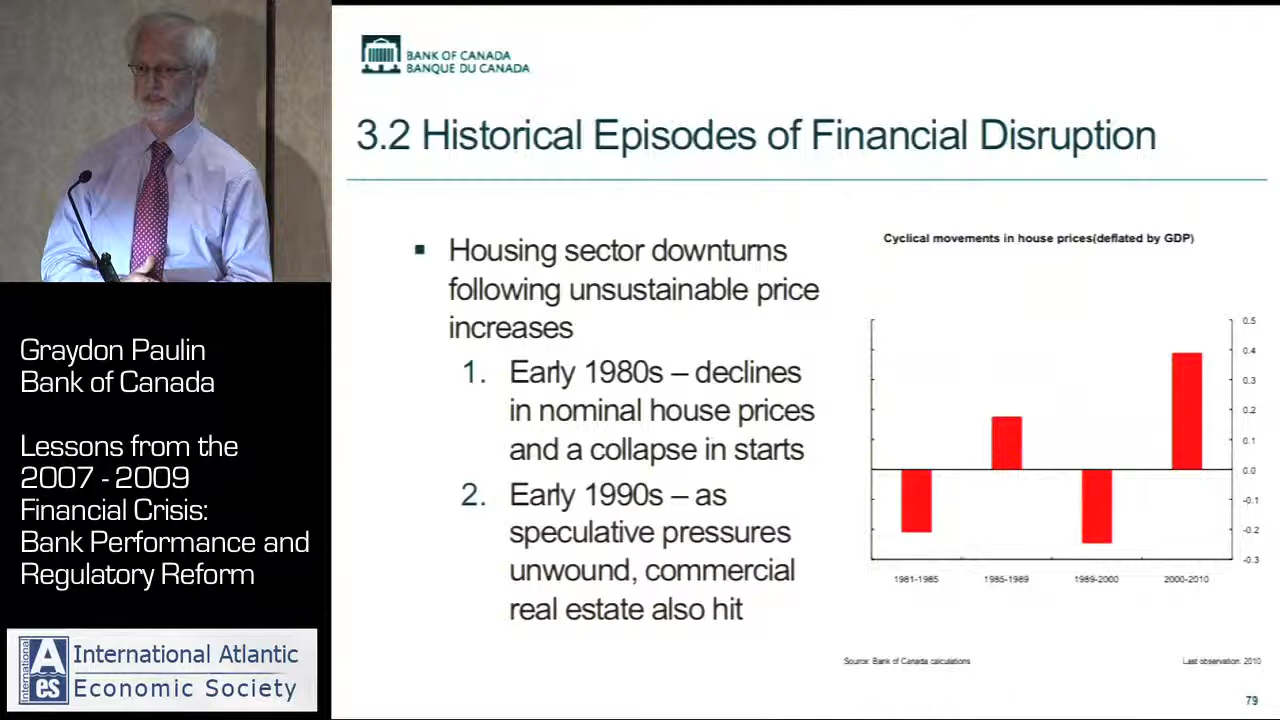 BANK OF CANADA
BANQUE DU CANADA
3.2 Historical Episodes of Financial Disruption
▪ Housing sector downturns
following unsustainable price
increases
1. Early 1980s – declines
in nominal house prices
and a collapse in starts
2. Early 1990s – as
speculative pressures
unwound, commercial
real estate also hit
Cyclical movements in house prices(deflated by GDP)
0.5
0.4
0.3
0.2
0.1
0.0
-0.1
-0.2
-0.3
1981-1985 1985-1989 1989-2000 2000-2010
Source: Bank of Canada calculations
Last observation: 2010
79
Graydon Paulin
Bank of Canada
Lessons from the
2007 - 2009
Financial Crisis:
Bank Performance and
Regulatory Reform
International
A
es
International Atlantic
Economic Society